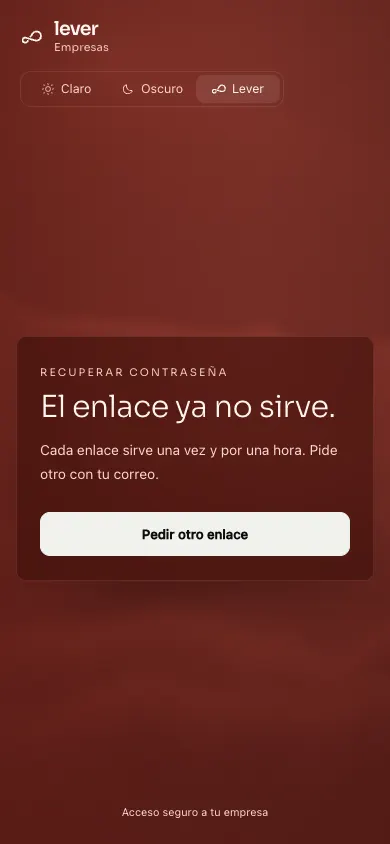 lever
Empresas
Claro Oscuro Lever
RECUPERAR CONTRASEÑA
El enlace ya no sirve.
Cada enlace sirve una vez y por una hora. Pide
otro con tu correo.
Pedir otro enlace
Acceso seguro a tu empresa